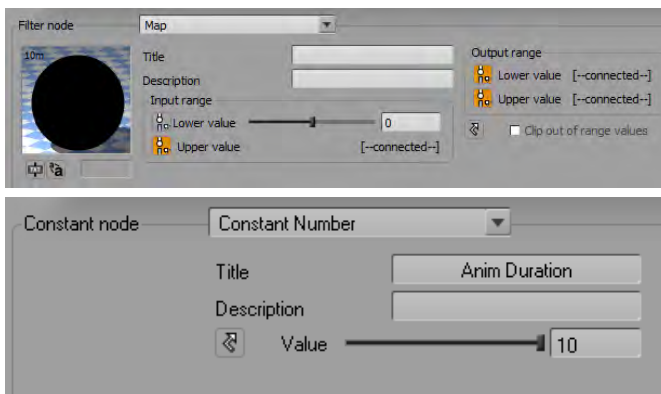 Filter node Map
10m
Title
Description
Input range
Lower value 0
Upper value [--connected--]
Output range
Lower value [--connected--]
Upper value [--connected--]
Clip out of range values
a
Constant node Constant Number
Title Anim Duration
Description
Value 10